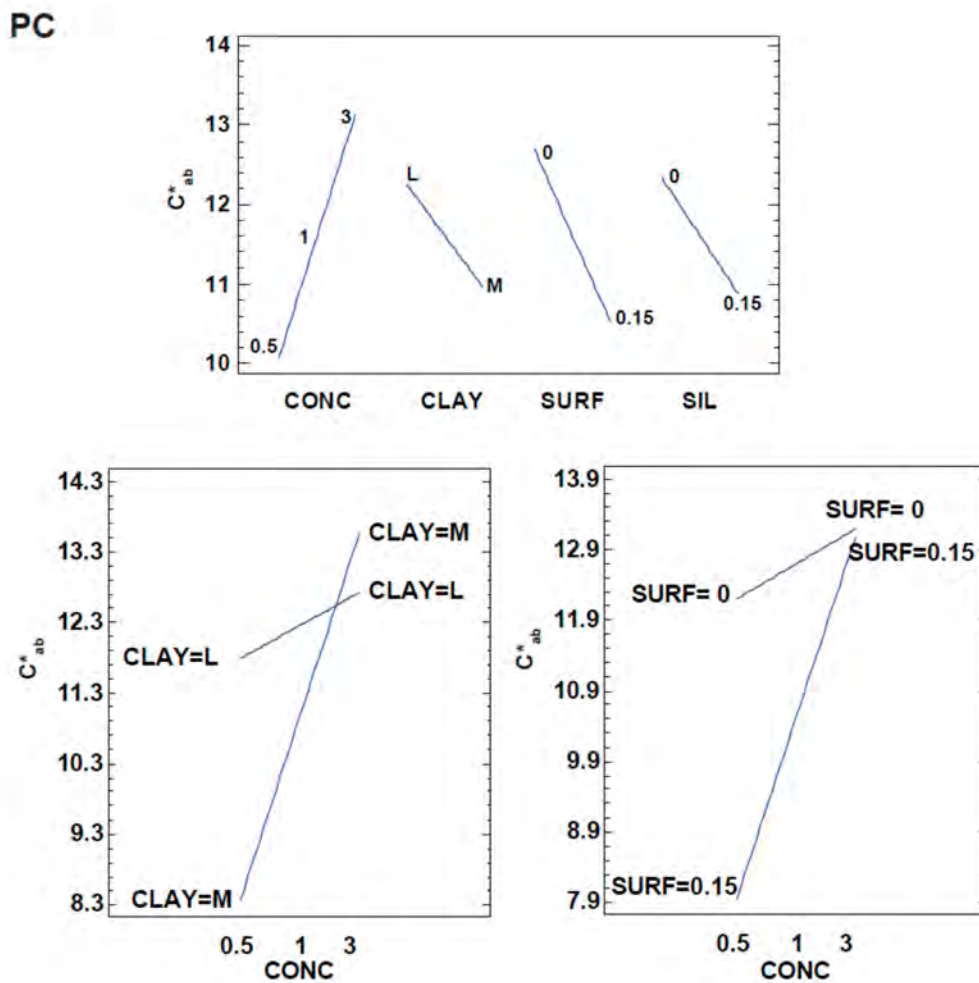 PC
14
13
12
11
10
C*ab
3
1
0.5
L
M
0
0.15
0
0.15
CONC CLAY SURF SIL
14.3
13.3
12.3
11.3
10.3
9.3
8.3
C*ab
CLAY=M
CLAY=L
CLAY=L
CLAY=M
0.5 1 3
CONC
13.9
12.9
11.9
10.9
9.9
8.9
7.9
C*ab
SURF= 0
SURF=0.15
SURF= 0
SURF=0.15
0.5 1 3
CONC